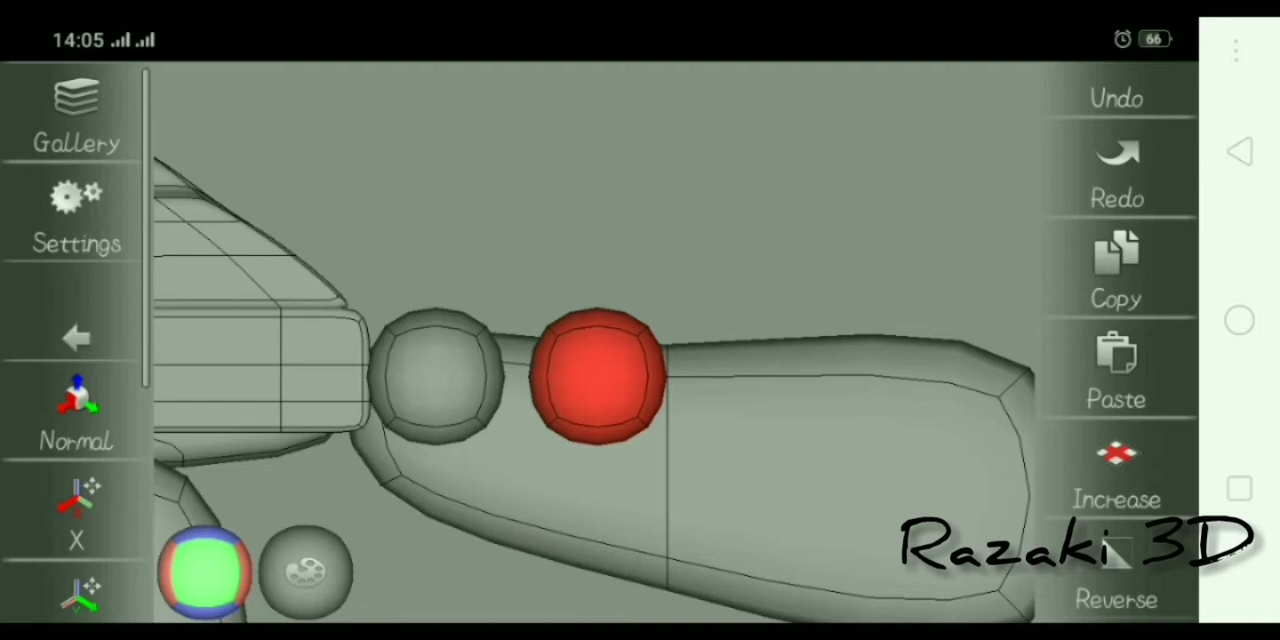 14:05
66
Gallery
Settings
Normal
X
Undo
Redo
Copy
Paste
Increase
Reverse
Razaki 3D